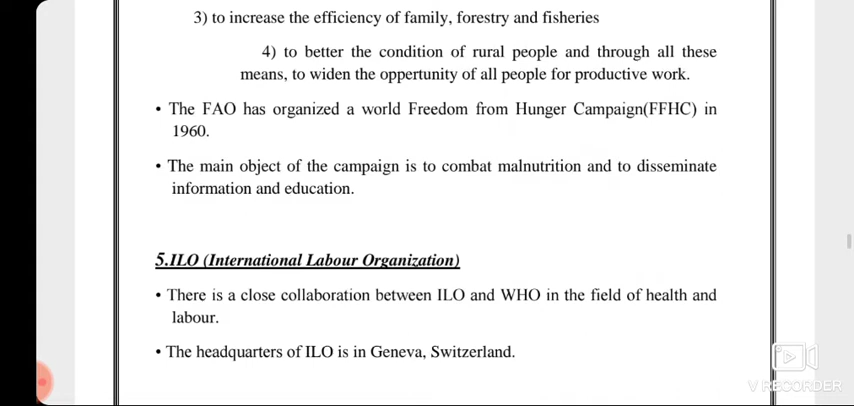 3) to increase the efficiency of family, forestry and fisheries
4) to better the condition of rural people and through all these
means, to widen the oppertunity of all people for productive work.
• The FAO has organized a world Freedom from Hunger Campaign(FFHC) in
1960.
• The main object of the campaign is to combat malnutrition and to disseminate
information and education.
5.ILO (International Labour Organization)
• There is a close collaboration between ILO and WHO in the field of health and
labour.
• The headquarters of ILO is in Geneva, Switzerland.
V RECORDER